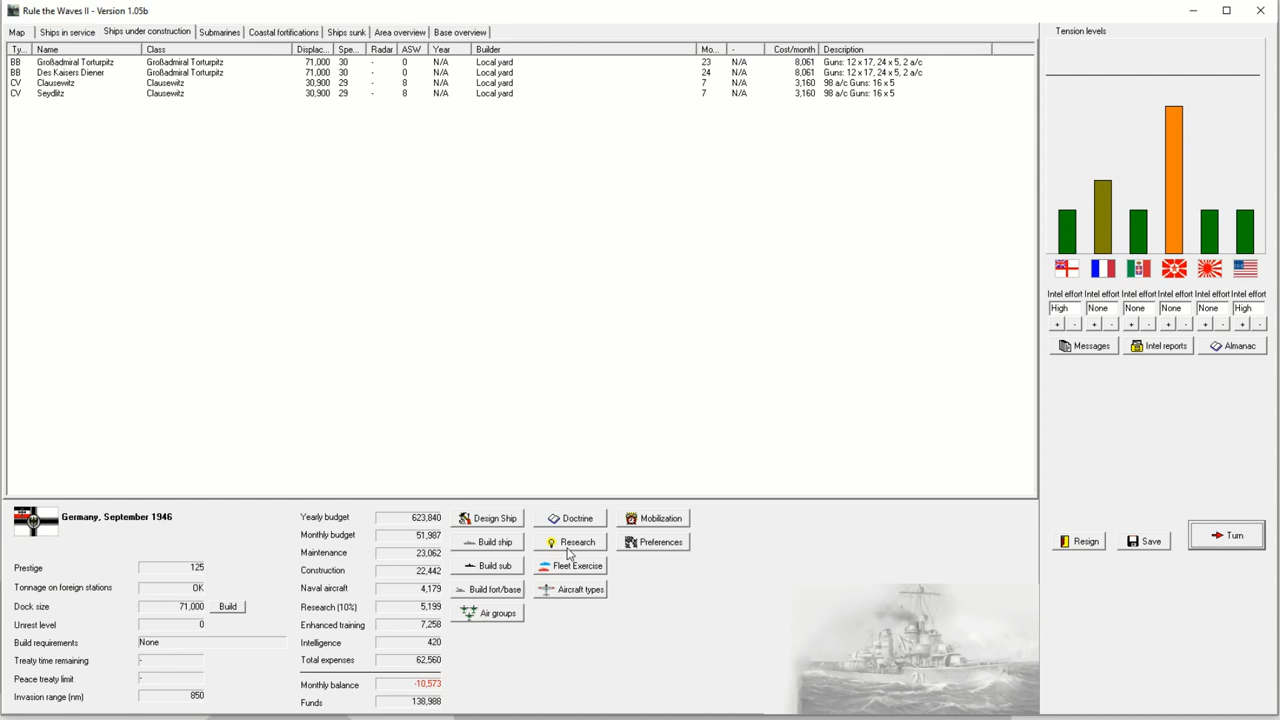 Rule the Waves II - Version 1.05b
Map Ships in service Ships under construction Submarines Coastal fortifications Ships sunk Area overview Base overview
Ty... Name Class Displac... Spe... Radar ASW Year Builder Mo... - Cost/month Description
BB Großadmiral Torturpitz Großadmiral Torturpitz 71,000 30 - 0 N/A Local yard 23 N/A 8,061 Guns: 12 x 17, 24 x 5, 2 a/c
BB Des Kaisers Diener Großadmiral Torturpitz 71,000 30 - 0 N/A Local yard 24 N/A 8,061 Guns: 12 x 17, 24 x 5, 2 a/c
CV Clausewitz Clausewitz 30,900 29 - 8 N/A Local yard 7 N/A 3,160 98 a/c Guns: 16 x 5
CV Seydlitz Clausewitz 30,900 29 - 8 N/A Local yard 7 N/A 3,160 98 a/c Guns: 16 x 5
Tension levels
Intel effort Intel effort Intel effort Intel effort Intel effort Intel effort
High None None None None High
+ - + - + - + - + - + -
Messages Intel reports Almanac
Germany, September 1946
Prestige 125
Tonnage on foreign stations OK
Dock size 71,000 Build
Unrest level 0
Build requirements None
Treaty time remaining -
Peace treaty limit -
Invasion range (nm) 850
Yearly budget 623,840
Monthly budget 51,987
Maintenance 23,062
Construction 22,442
Naval aircraft 4,179
Research (10%) 5,199
Enhanced training 7,258
Intelligence 420
Total expenses 62,560
Monthly balance -10,573
Funds 138,988
Design Ship Doctrine Mobilization
Build ship Research Preferences
Build sub Fleet Exercise
Build fort/base Aircraft types
Air groups
Resign Save Turn